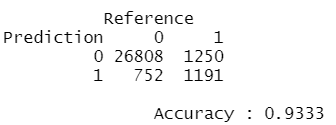 Reference
Prediction 0 1
0 26808 1250
1 752 1191
Accuracy : 0.9333